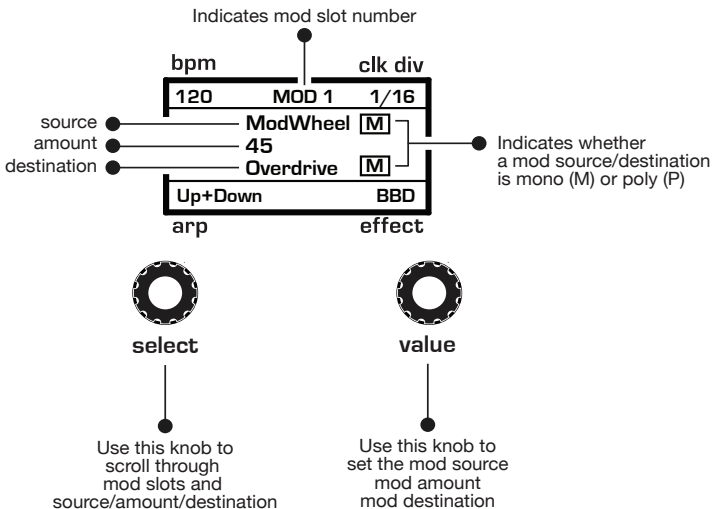 Indicates mod slot number
bpm clk div
120 MOD 1 1/16
source ModWheel M
amount 45
destination Overdrive M
Indicates whether
a mod source/destination
is mono (M) or poly (P)
Up+Down BBD
arp effect
select value
Use this knob to
scroll through
mod slots and
source/amount/destination
Use this knob to
set the mod source
mod amount
mod destination